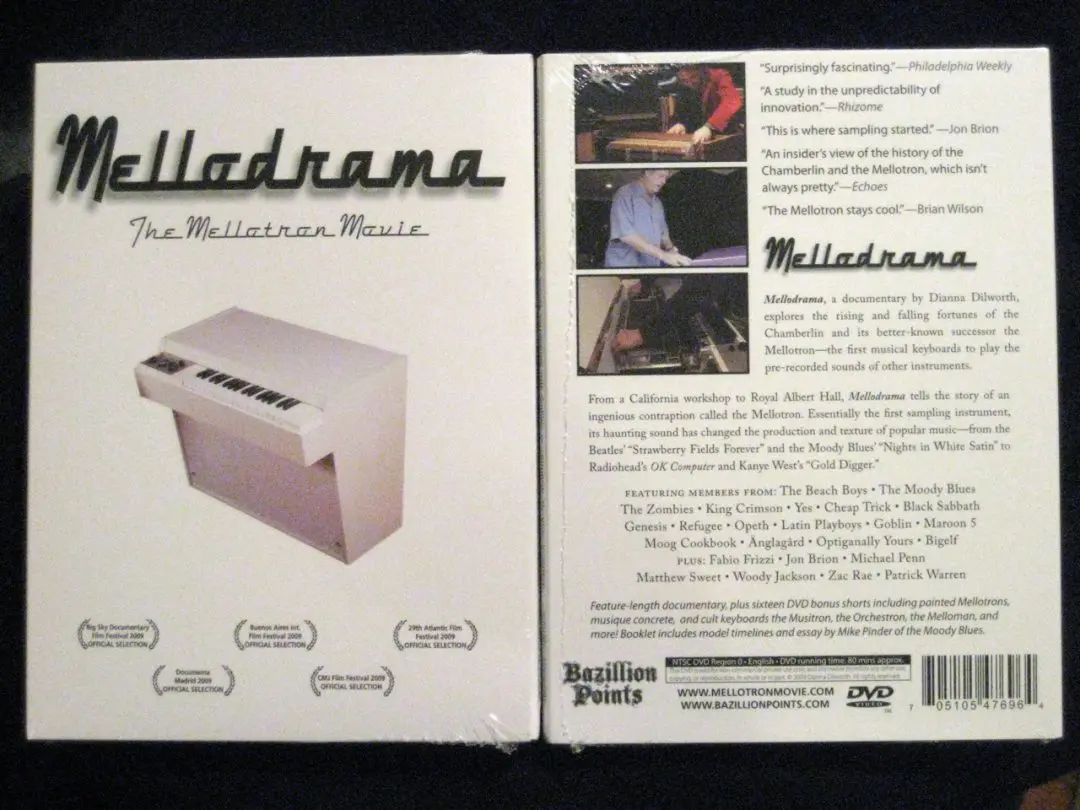 Mellodrama
The Mellotron Movie
Big Sky Documentary
Film Festival 2009
OFFICIAL SELECTION
Buenos Aires Int.
Film Festival 2009
OFFICIAL SELECTION
29th Atlantic Film
Festival 2009
OFFICIAL SELECTION
Documenta
Madrid 2009
OFFICIAL SELECTION
CMJ Film Festival 2009
OFFICIAL SELECTION
“Surprisingly fascinating.”—Philadelphia Weekly
“A study in the unpredictability of
innovation.”—Rhizome
“This is where sampling started.” —Jon Brion
“An insider’s view of the history of the
Chamberlin and the Mellotron, which isn’t
always pretty.”—Echoes
“The Mellotron stays cool.”—Brian Wilson
Mellodrama
Mellodrama, a documentary by Dianna Dilworth,
explores the rising and falling fortunes of the
Chamberlin and its better-known successor the
Mellotron—the first musical keyboards to play the
pre-recorded sounds of other instruments.
From a California workshop to Royal Albert Hall, Mellodrama tells the story of an
ingenious contraption called the Mellotron. Essentially the first sampling instrument,
its haunting sound has changed the production and texture of popular music—from the
Beatles’ “Strawberry Fields Forever” and the Moody Blues’ “Nights in White Satin” to
Radiohead’s OK Computer and Kanye West’s “Gold Digger.”
FEATURING MEMBERS FROM: The Beach Boys • The Moody Blues
The Zombies • King Crimson • Yes • Cheap Trick • Black Sabbath
Genesis • Refugee • Opeth • Latin Playboys • Goblin • Maroon 5
Moog Cookbook • Änglagård • Optiganally Yours • Bigelf
PLUS: Fabio Frizzi • Jon Brion • Michael Penn
Matthew Sweet • Woody Jackson • Zac Rae • Patrick Warren
Feature-length documentary, plus sixteen DVD bonus shorts including painted Mellotrons,
musique concrete, and cult keyboards the Musitron, the Orchestron, the Melloman, and
more! Booklet includes model timelines and essay by Mike Pinder of the Moody Blues.
Bazillion
Points
NTSC DVD Region 0 • English • DVD running time: 80 mins approx.
WWW.MELLOTRONMOVIE.COM
WWW.BAZILLIONPOINTS.COM
DVD
VIDEO
TM
7 05105 47696 4